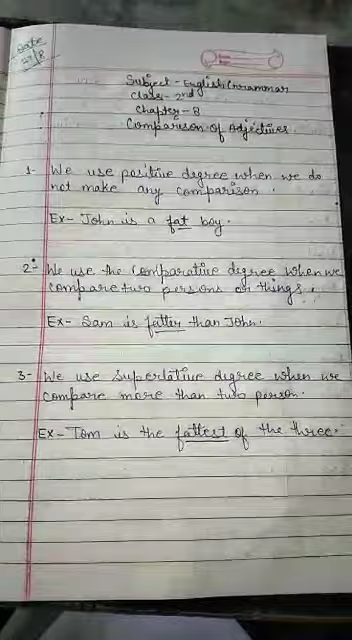 Date
29/8
Subject - English Grammar
Class - 2nd
Chapter - 8
Comparison of Adjectives.
1- We use positive degree when we do
not make any comparison.
Ex- John is a fat boy.
2- We use the Comparative degree when we
compare two persons or things.
Ex- Sam is fatter than John.
3- We use Superlative degree when we
compare more than two person.
Ex- Tom is the fattest of the three.